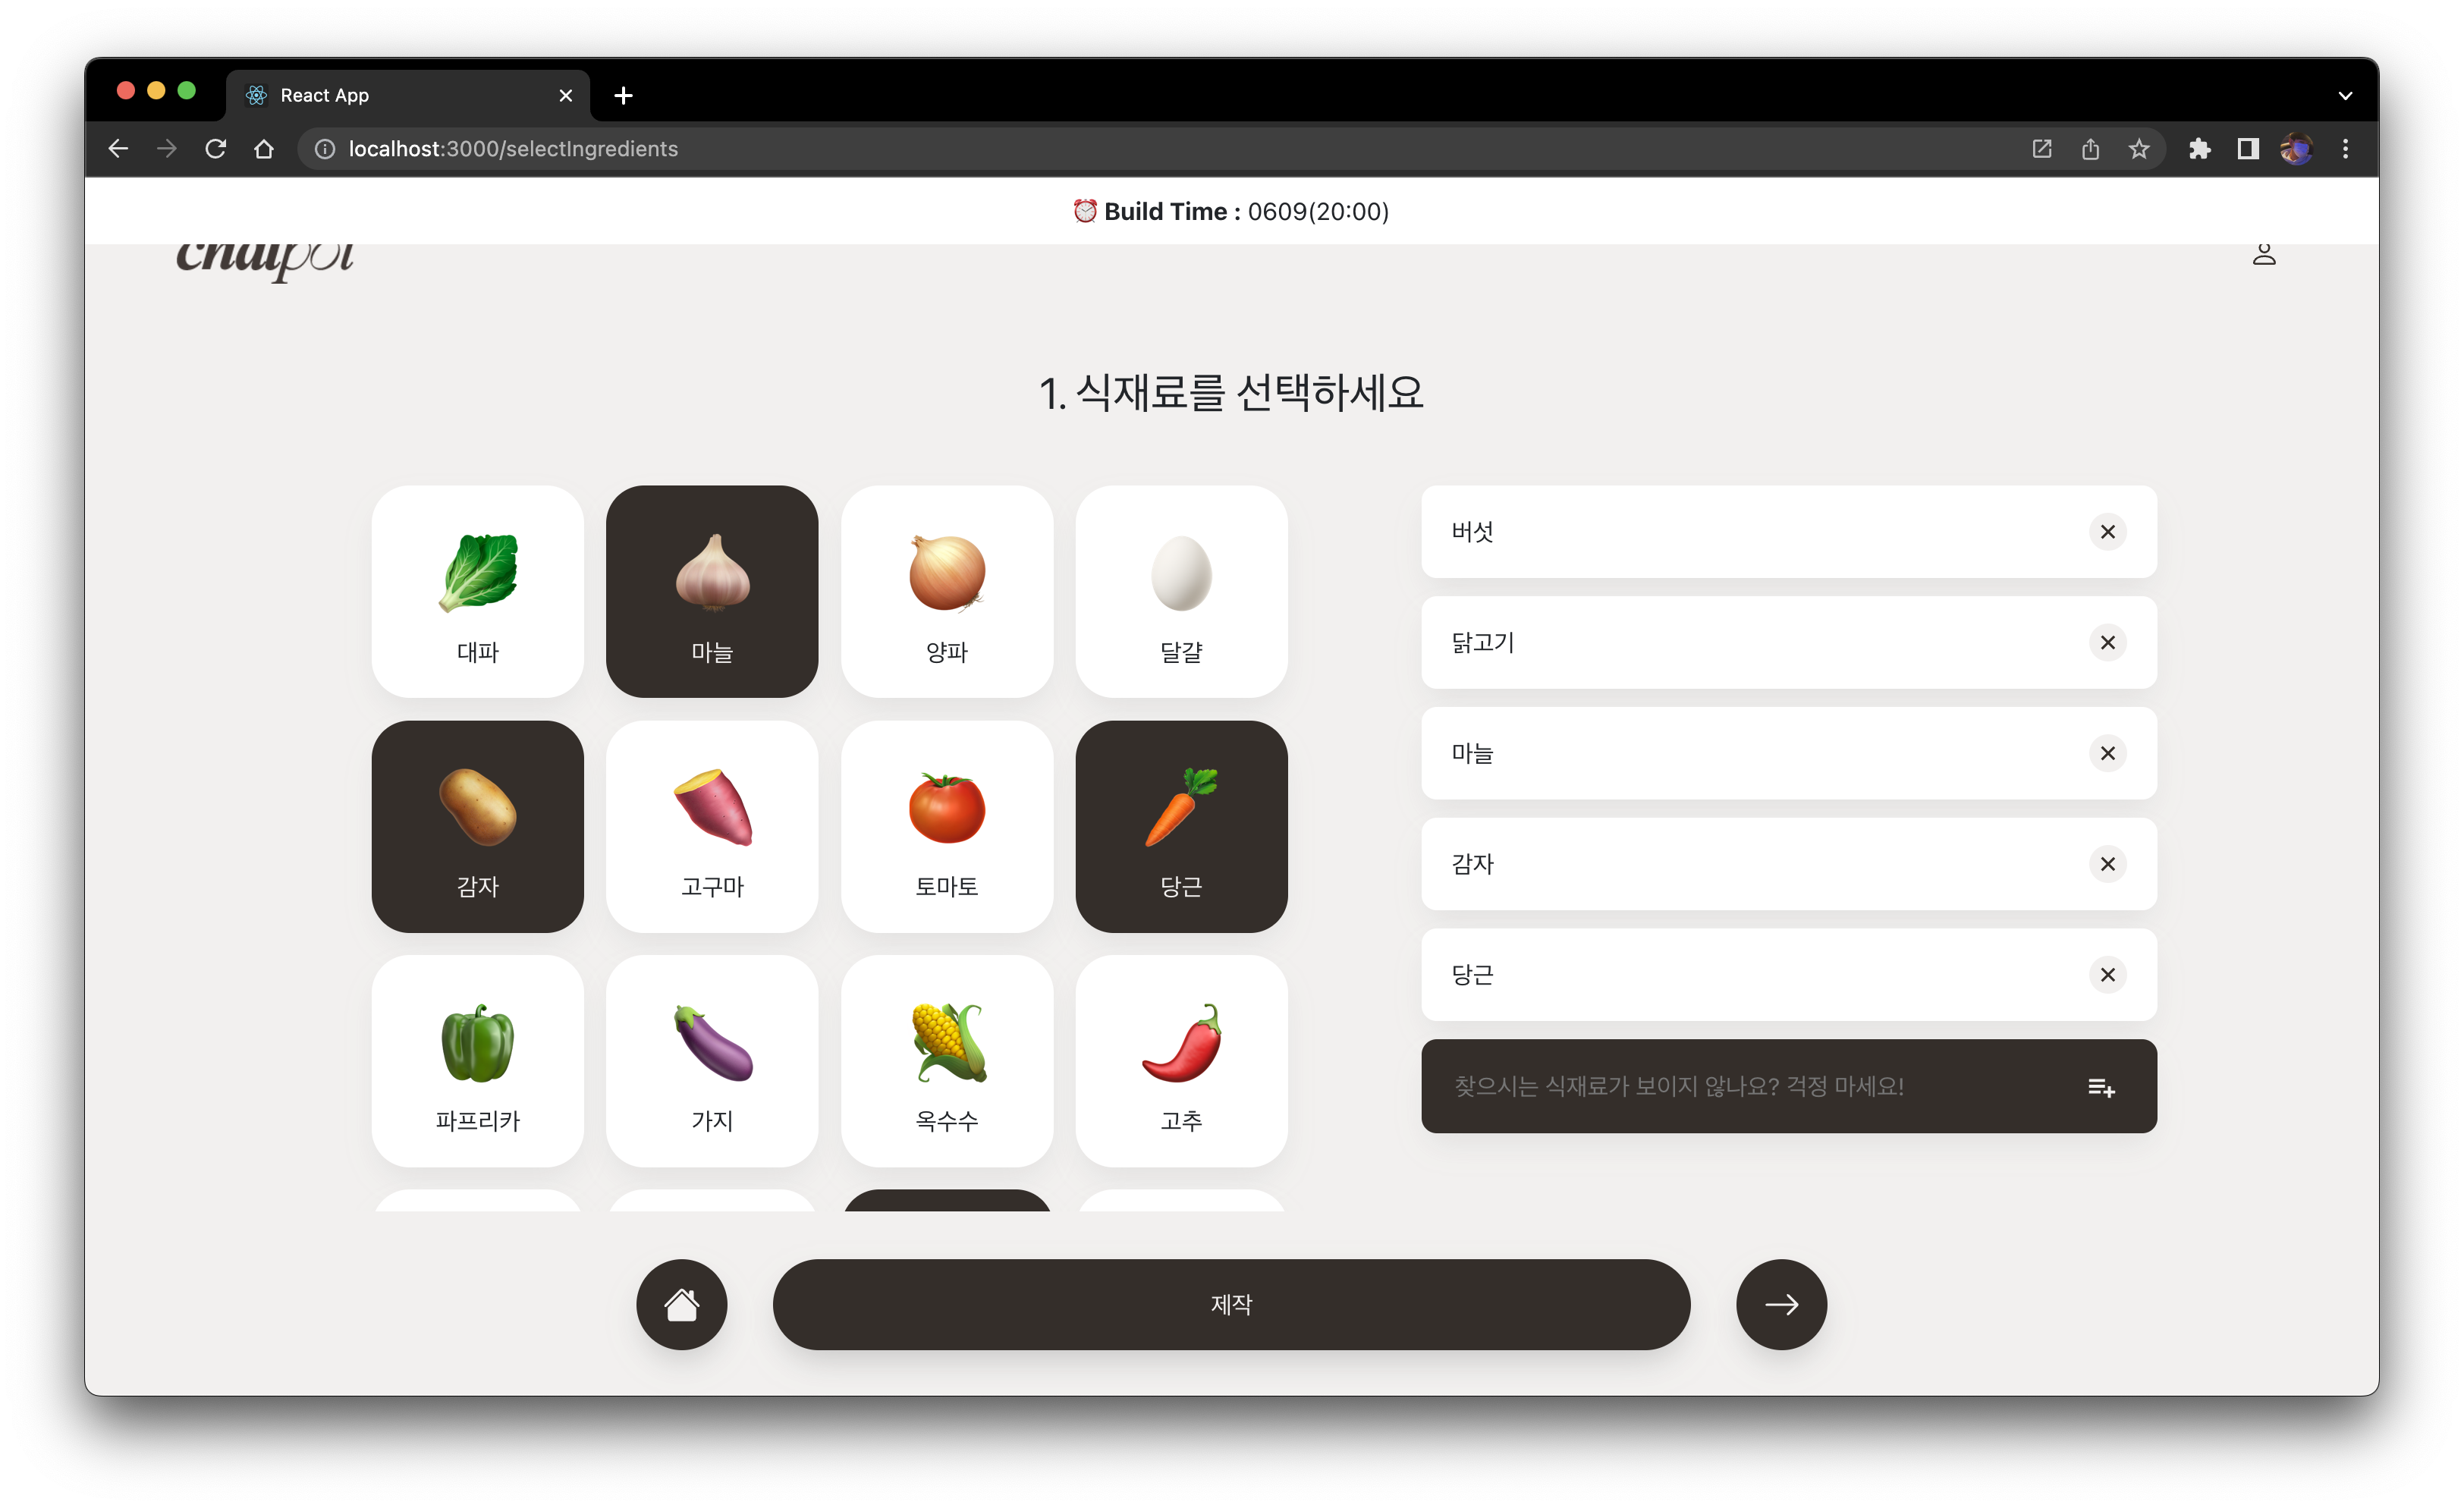 React App
localhost:3000/selectIngredients
⏰ Build Time : 0609(20:00)
chatpot
1. 식재료를 선택하세요
대파
마늘
양파
달걀
감자
고구마
토마토
당근
파프리카
가지
옥수수
고추
버섯
닭고기
마늘
감자
당근
찾으시는 식재료가 보이지 않나요? 걱정 마세요!
제작